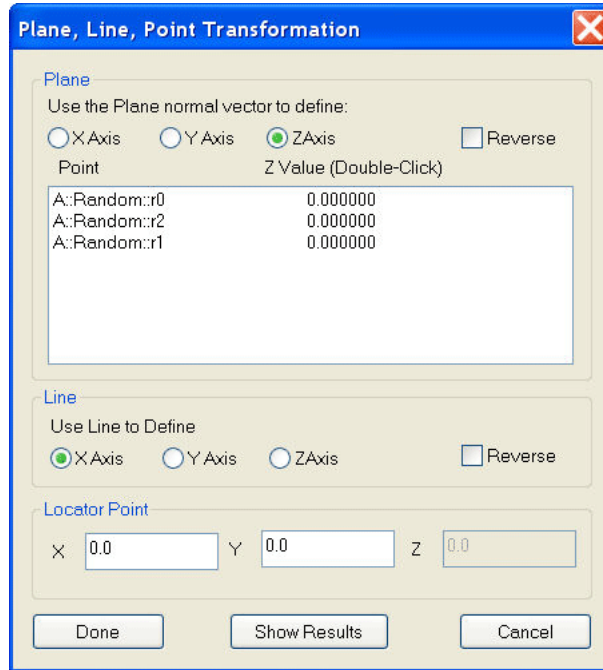 Plane, Line, Point Transformation
Plane
Use the Plane normal vector to define:
X Axis Y Axis ZAxis Reverse
Point Z Value (Double-Click)
A::Random::r0 0.000000
A::Random::r2 0.000000
A::Random::r1 0.000000
Line
Use Line to Define
X Axis Y Axis ZAxis Reverse
Locator Point
X 0.0 Y 0.0 Z 0.0
Done Show Results Cancel